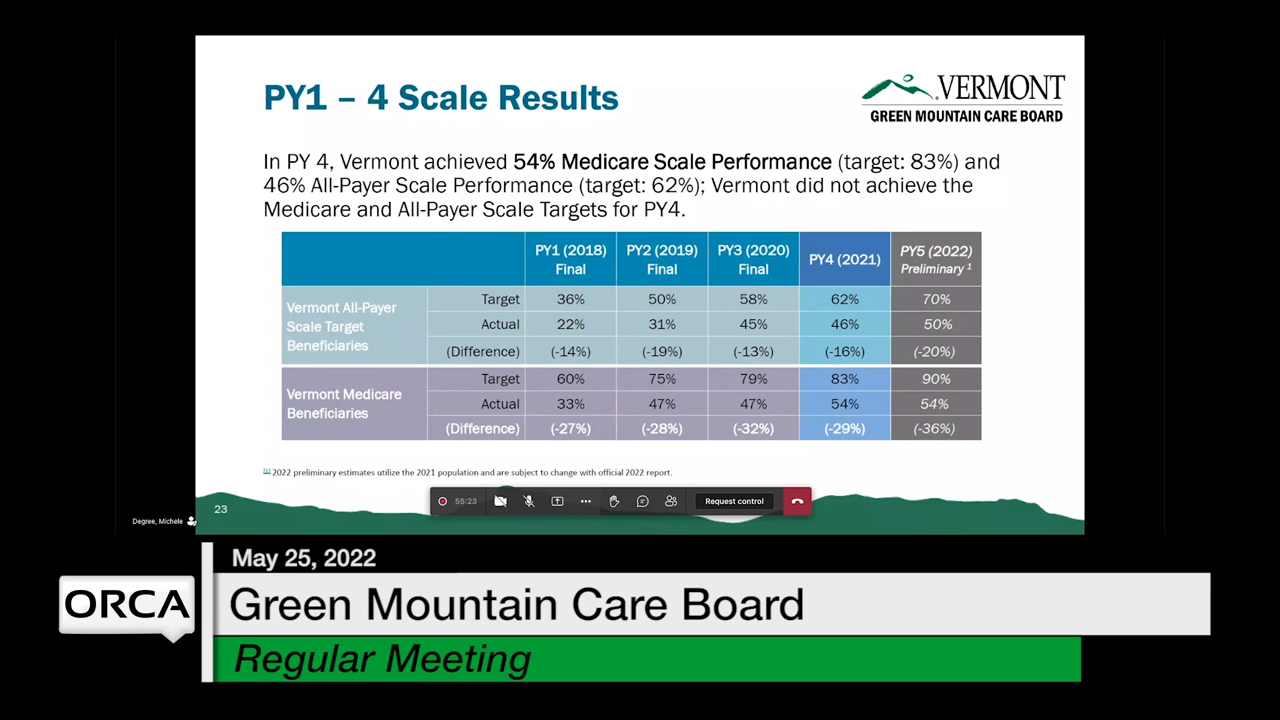 PY1 – 4 Scale Results
VERMONT
GREEN MOUNTAIN CARE BOARD
In PY 4, Vermont achieved 54% Medicare Scale Performance (target: 83%) and
46% All-Payer Scale Performance (target: 62%); Vermont did not achieve the
Medicare and All-Payer Scale Targets for PY4.
PY1 (2018) Final PY2 (2019) Final PY3 (2020) Final PY4 (2021) PY5 (2022) Preliminary 1
Vermont All-Payer Scale Target Beneficiaries
Target 36% 50% 58% 62% 70%
Actual 22% 31% 45% 46% 50%
(Difference) (-14%) (-19%) (-13%) (-16%) (-20%)
Vermont Medicare Beneficiaries
Target 60% 75% 79% 83% 90%
Actual 33% 47% 47% 54% 54%
(Difference) (-27%) (-28%) (-32%) (-29%) (-36%)
[1] 2022 preliminary estimates utilize the 2021 population and are subject to change with official 2022 report.
55:23 Request control
23
Degree, Michele
May 25, 2022
ORCA
Green Mountain Care Board
Regular Meeting